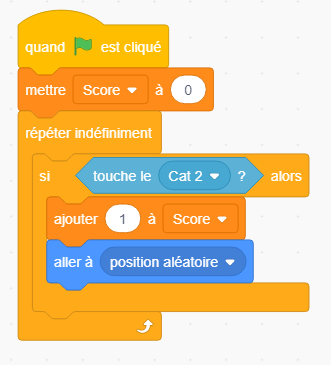 quand est cliqué
mettre Score à 0
répéter indéfiniment
si touche le Cat 2 ? alors
ajouter 1 à Score
aller à position aléatoire